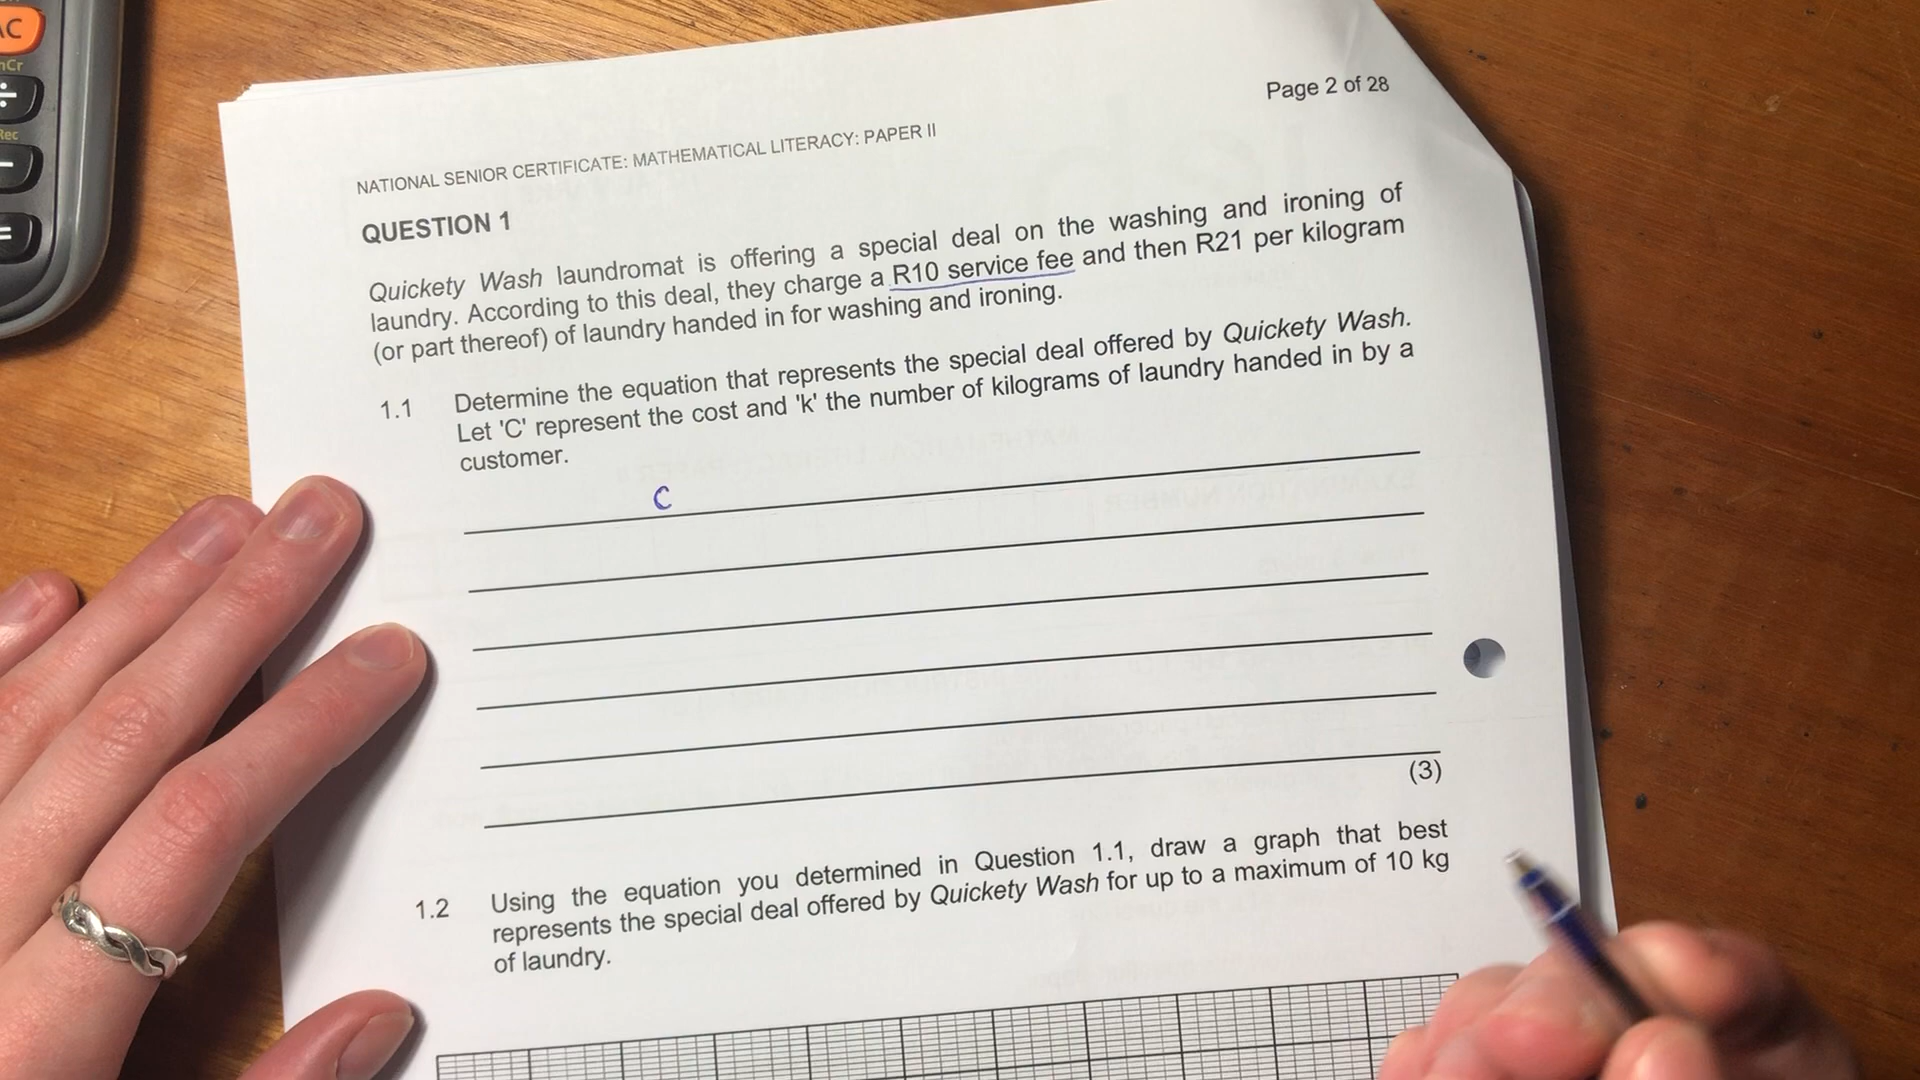 AC
nCr
÷
Rec
−
=
Page 2 of 28
NATIONAL SENIOR CERTIFICATE: MATHEMATICAL LITERACY: PAPER II
QUESTION 1
Quickety Wash laundromat is offering a special deal on the washing and ironing of
laundry. According to this deal, they charge a R10 service fee and then R21 per kilogram
(or part thereof) of laundry handed in for washing and ironing.
1.1 Determine the equation that represents the special deal offered by Quickety Wash.
Let 'C' represent the cost and 'k' the number of kilograms of laundry handed in by a
customer.
C
(3)
1.2 Using the equation you determined in Question 1.1, draw a graph that best
represents the special deal offered by Quickety Wash for up to a maximum of 10 kg
of laundry.